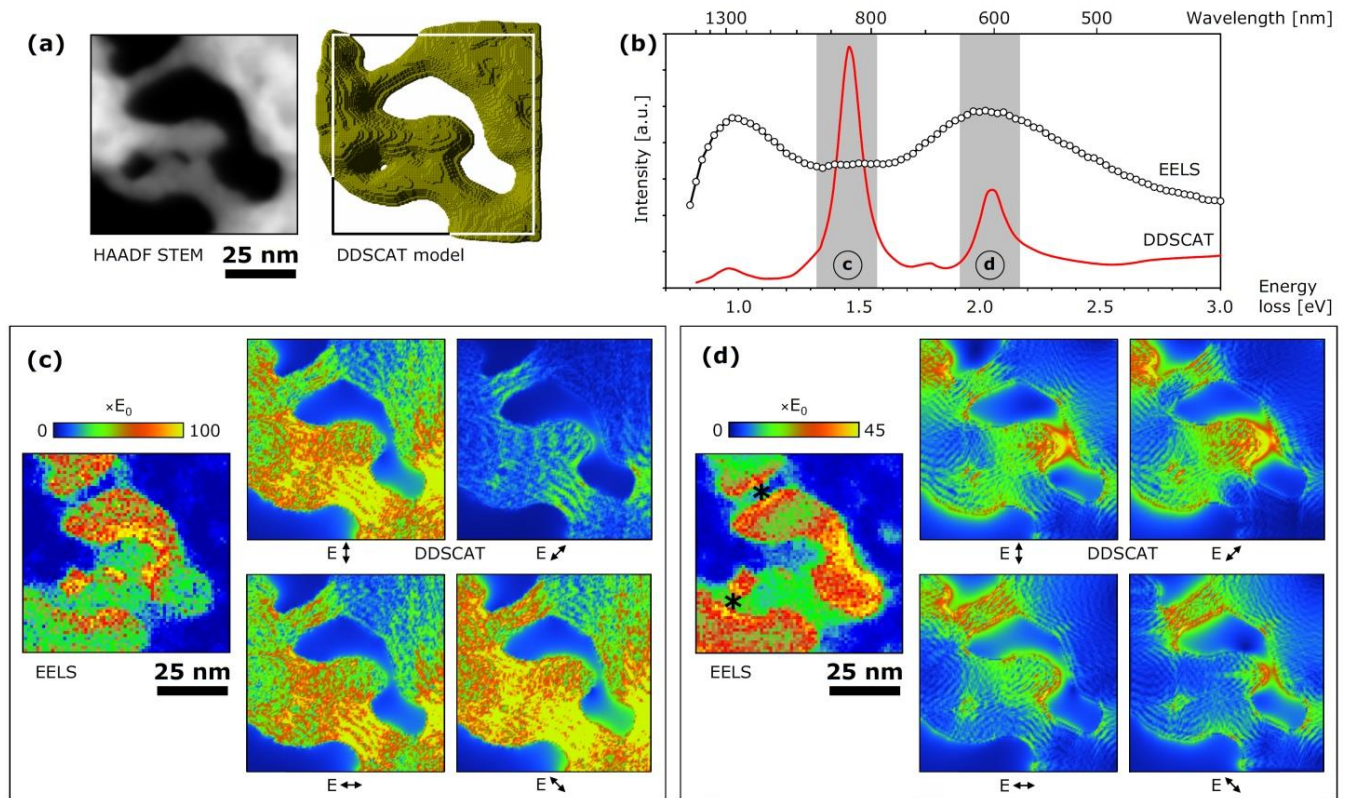 (a)
HAADF STEM
25 nm
DDSCAT model
(b)
1300 800 600 500 Wavelength [nm]
Intensity [a.u.]
EELS
DDSCAT
c
d
1.0 1.5 2.0 2.5 3.0
Energy
loss [eV]
(c)
×E0
0 100
EELS
25 nm
E
DDSCAT
E
E
E
(d)
×E0
0 45
*
*
EELS
25 nm
E
DDSCAT
E
E
E